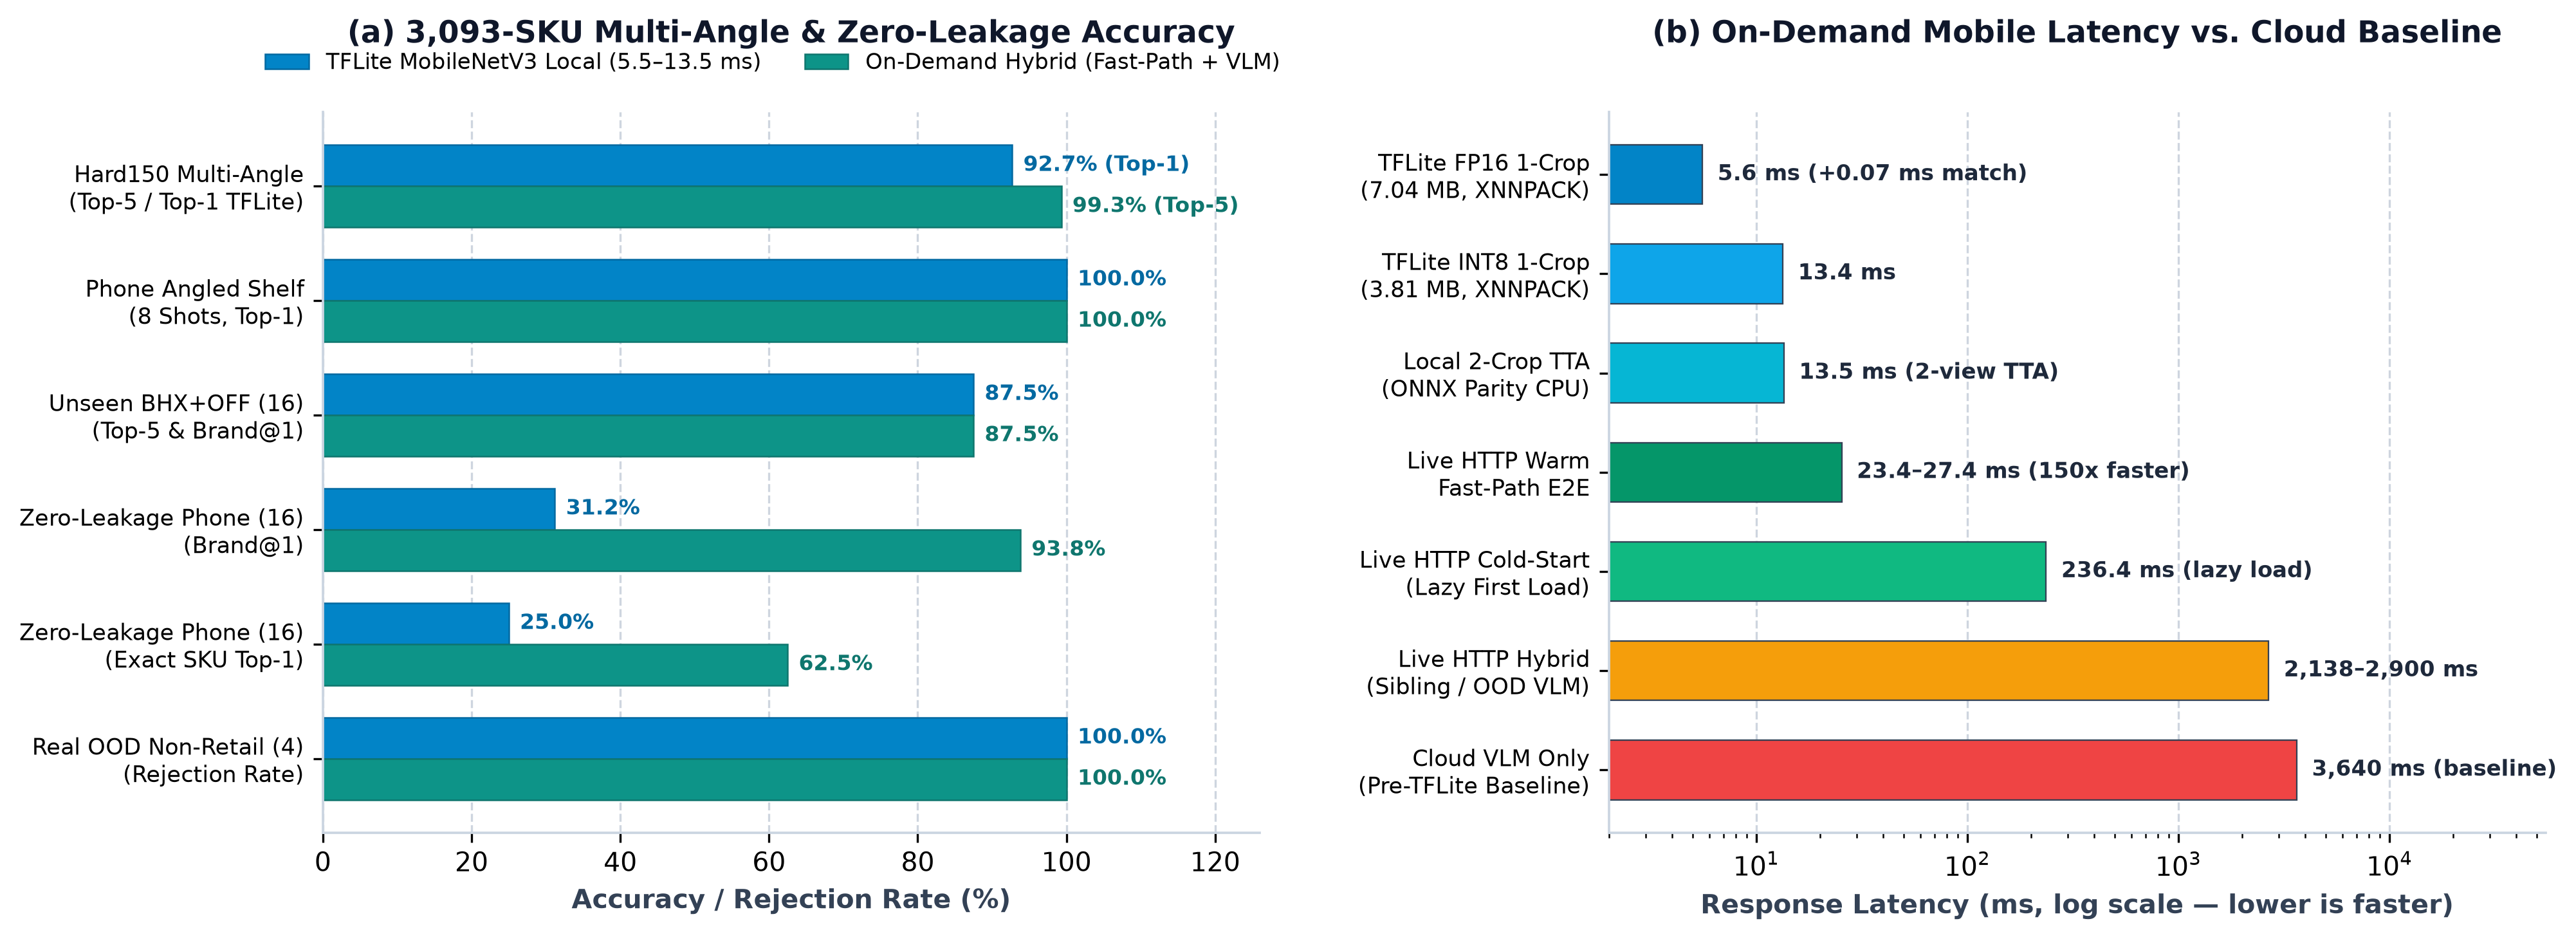 (a) 3,093-SKU Multi-Angle & Zero-Leakage Accuracy
TFLite MobileNetV3 Local (5.5–13.5 ms)
On-Demand Hybrid (Fast-Path + VLM)
Hard150 Multi-Angle
(Top-5 / Top-1 TFLite)
92.7% (Top-1)
99.3% (Top-5)
Phone Angled Shelf
(8 Shots, Top-1)
100.0%
100.0%
Unseen BHX+OFF (16)
(Top-5 & Brand@1)
87.5%
87.5%
Zero-Leakage Phone (16)
(Brand@1)
31.2%
93.8%
Zero-Leakage Phone (16)
(Exact SKU Top-1)
25.0%
62.5%
Real OOD Non-Retail (4)
(Rejection Rate)
100.0%
100.0%
0 20 40 60 80 100 120
Accuracy / Rejection Rate (%)
(b) On-Demand Mobile Latency vs. Cloud Baseline
TFLite FP16 1-Crop
(7.04 MB, XNNPACK)
5.6 ms (+0.07 ms match)
TFLite INT8 1-Crop
(3.81 MB, XNNPACK)
13.4 ms
Local 2-Crop TTA
(ONNX Parity CPU)
13.5 ms (2-view TTA)
Live HTTP Warm
Fast-Path E2E
23.4–27.4 ms (150x faster)
Live HTTP Cold-Start
(Lazy First Load)
236.4 ms (lazy load)
Live HTTP Hybrid
(Sibling / OOD VLM)
2,138–2,900 ms
Cloud VLM Only
(Pre-TFLite Baseline)
3,640 ms (baseline)
10¹ 10² 10³ 10⁴
Response Latency (ms, log scale — lower is faster)